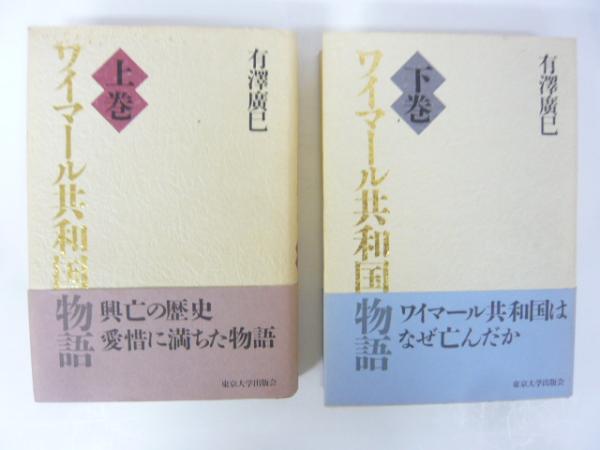 上巻
ワイマール共和国物語
有澤廣巳
興亡の歴史
愛惜に満ちた物語
東京大学出版会
下巻
ワイマール共和国物語
有澤廣巳
ワイマール共和国は
なぜ亡んだか
東京大学出版会